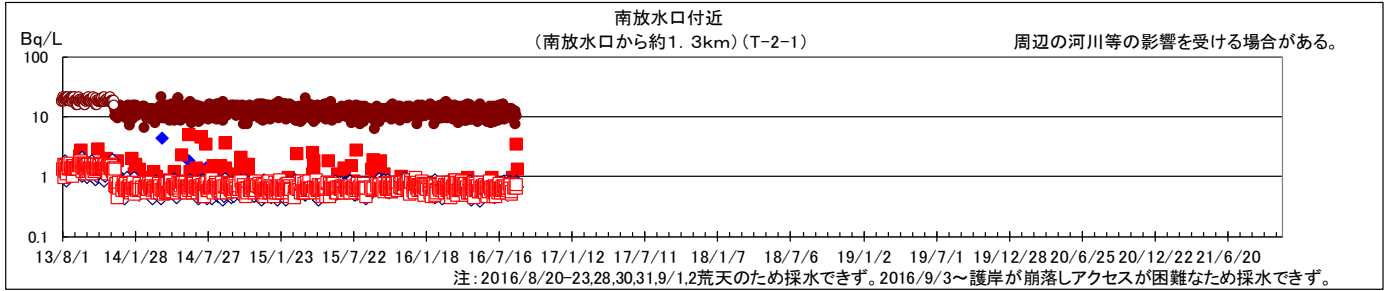 南放水口付近
(南放水口から約1.3km)(T-2-1)
周辺の河川等の影響を受ける場合がある。
Bq/L
100
10
1
0.1
13/8/1 14/1/28 14/7/27 15/1/23 15/7/22 16/1/18 16/7/16 17/1/12 17/7/11 18/1/7 18/7/6 19/1/2 19/7/1 19/12/28 20/6/25 20/12/22 21/6/20
注:2016/8/20-23,28,30,31,9/1,2荒天のため採水できず。2016/9/3~護岸が崩落しアクセスが困難なため採水できず。